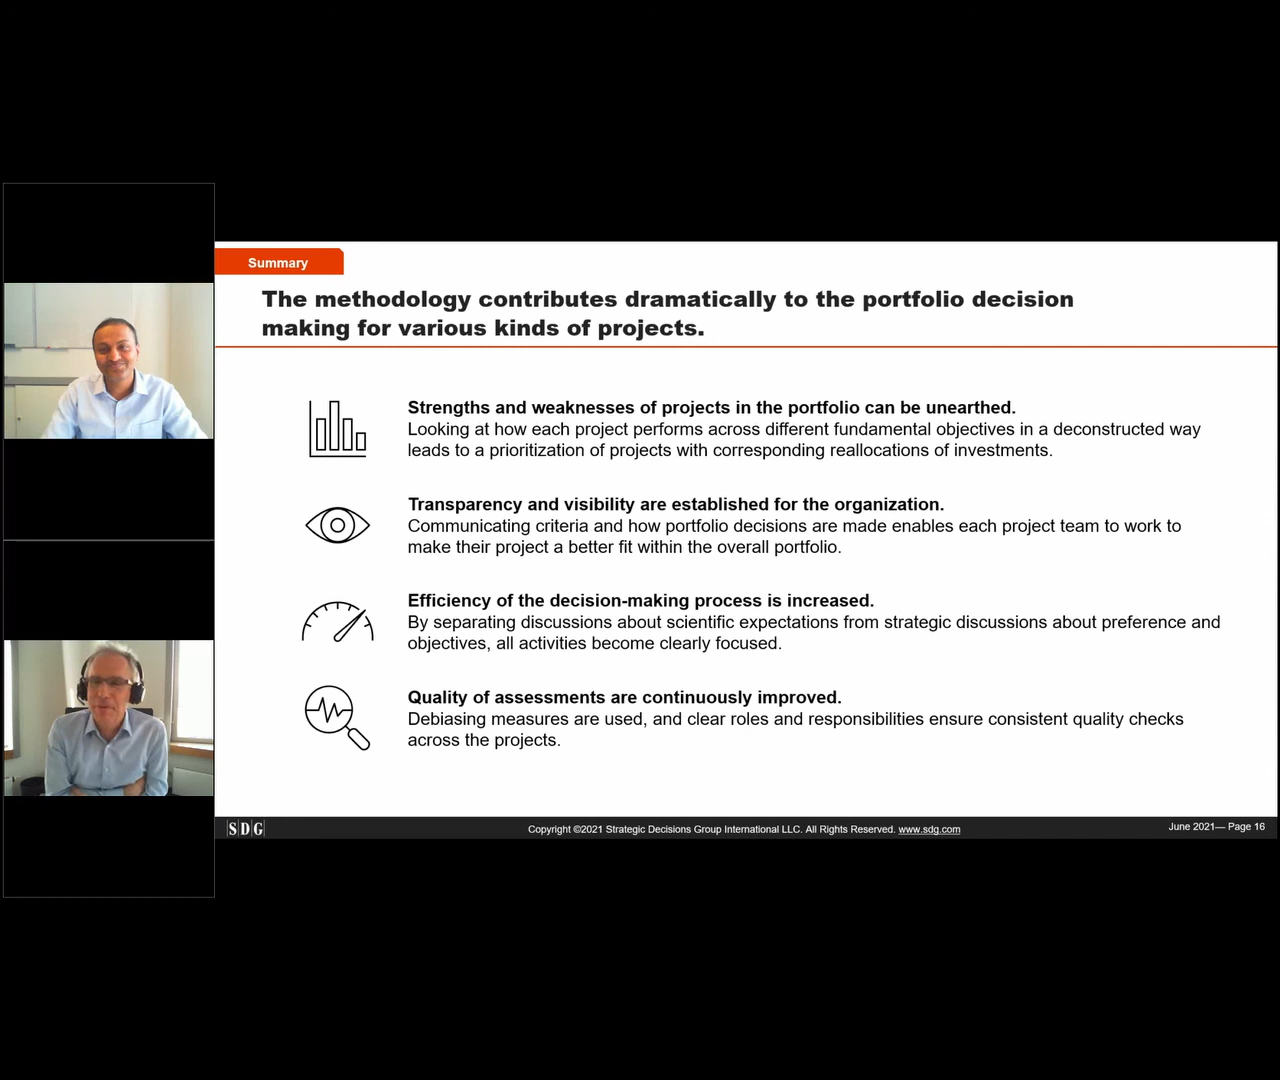 Summary
The methodology contributes dramatically to the portfolio decision
making for various kinds of projects.
Strengths and weaknesses of projects in the portfolio can be unearthed.
Looking at how each project performs across different fundamental objectives in a deconstructed way
leads to a prioritization of projects with corresponding reallocations of investments.
Transparency and visibility are established for the organization.
Communicating criteria and how portfolio decisions are made enables each project team to work to
make their project a better fit within the overall portfolio.
Efficiency of the decision-making process is increased.
By separating discussions about scientific expectations from strategic discussions about preference and
objectives, all activities become clearly focused.
Quality of assessments are continuously improved.
Debiasing measures are used, and clear roles and responsibilities ensure consistent quality checks
across the projects.
SDG
Copyright ©2021 Strategic Decisions Group International LLC. All Rights Reserved. www.sdg.com
June 2021— Page 16